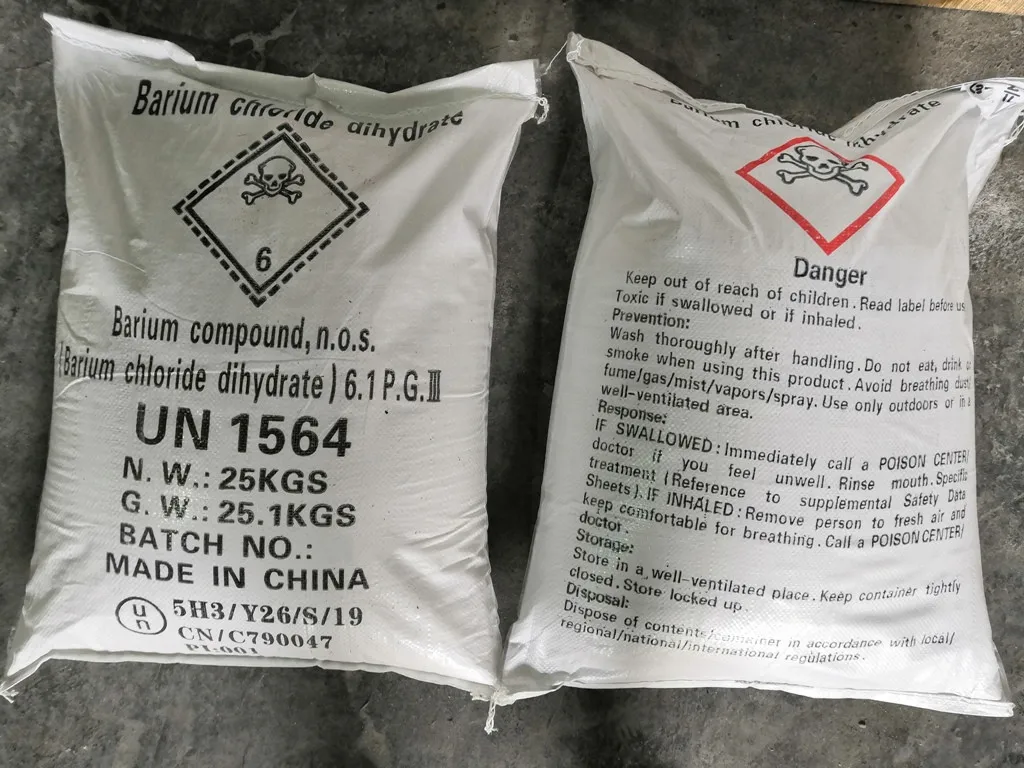 Barium chloride dihydrate
6
Barium compound, n.o.s.
(Barium chloride dihydrate) 6.1 P.G.Ⅲ
UN 1564
N. W.: 25KGS
G. W.: 25.1KGS
BATCH NO.:
MADE IN CHINA
un 5H3/Y26/S/19
CN/C790047
PI:001
Barium chloride dihydrate
Danger
Keep out of reach of children. Read label before us
Toxic if swallowed or if inhaled.
Prevention:
Wash thoroughly after handling. Do not eat, drink o
smoke when using this product. Avoid breathing dust/
fume/gas/mist/vapors/spray. Use only outdoors or in a
well-ventilated area.
Response:
IF SWALLOWED: Immediately call a POISON CENTER/
doctor if you feel unwell. Rinse mouth. Specific
treatment (Reference to supplemental Safety Data
Sheets). IF INHALED: Remove person to fresh air and
keep comfortable for breathing. Call a POISON CENTER/
doctor.
Storage:
Store in a well-ventilated place. Keep container tightly
closed. Store locked up.
Disposal:
Dispose of contents/container in accordance with local/
regional/national/international regulations.